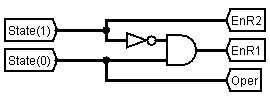 EnR2
State(1)
EnR1
State(0)
Oper